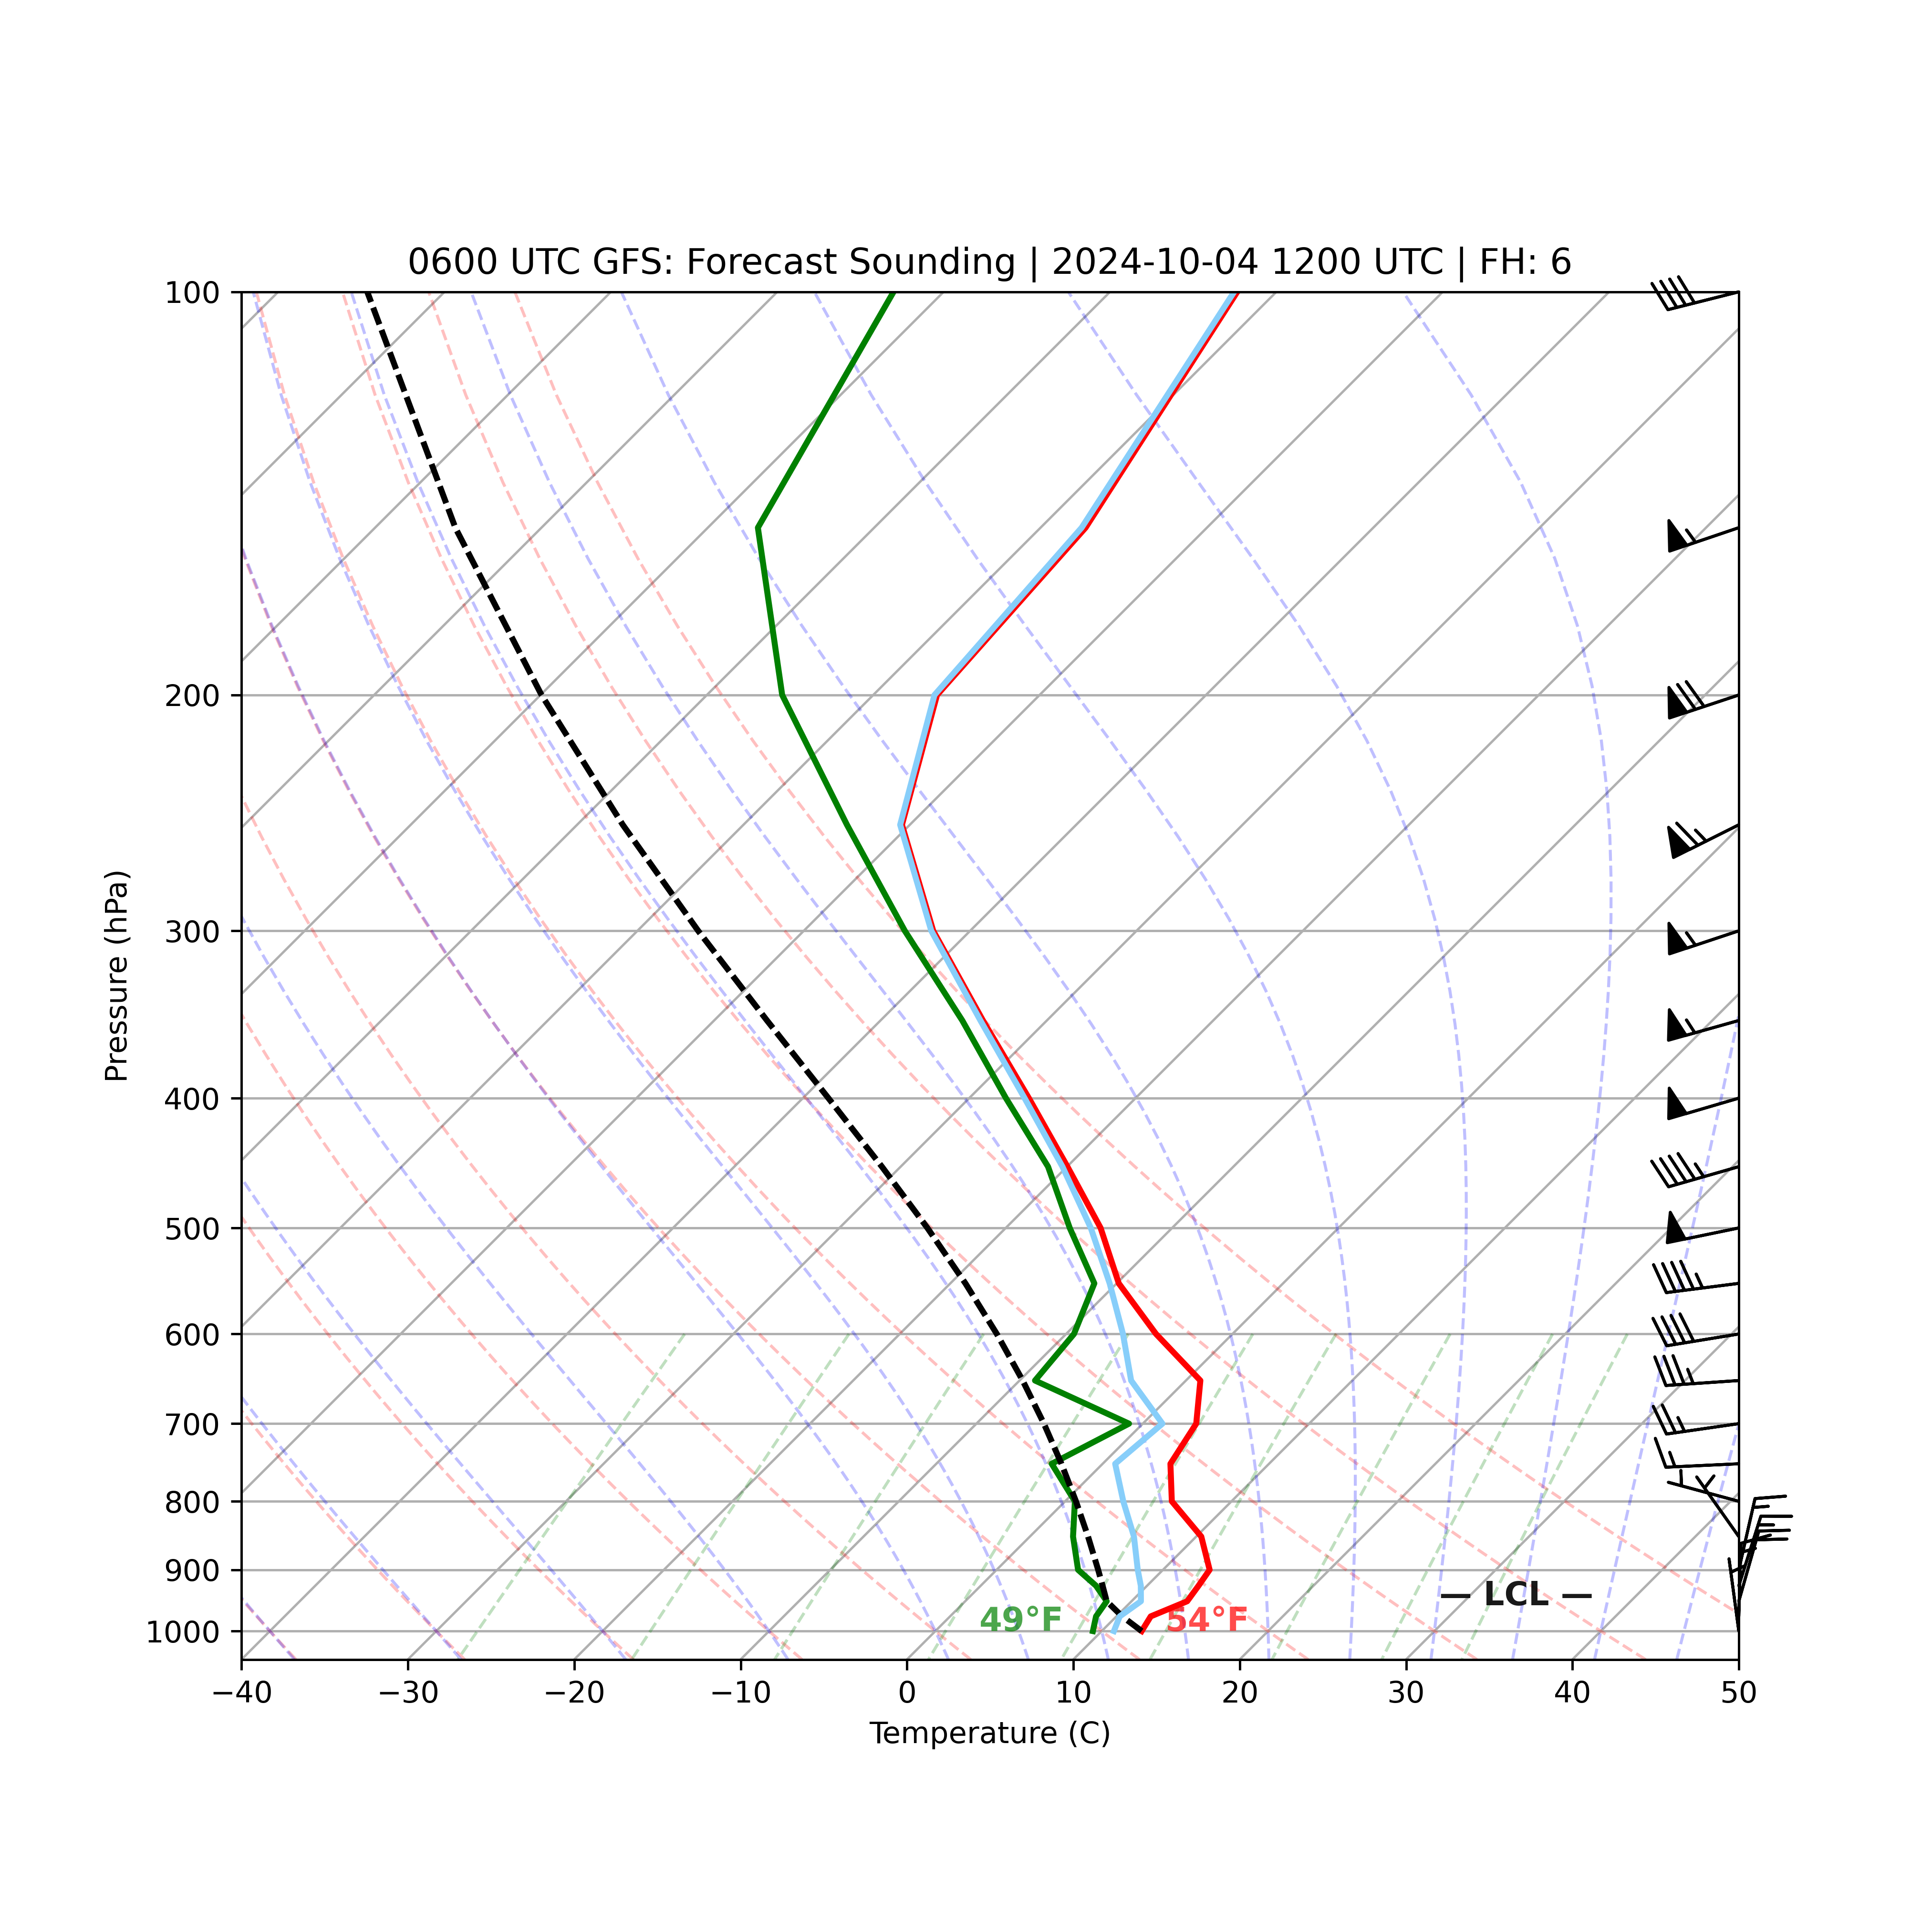 0600 UTC GFS: Forecast Sounding | 2024-10-04 1200 UTC | FH: 6
100
200
300
400
500
600
700
800
900
1000
Pressure (hPa)
— LCL —
49°F
54°F
−40 −30 −20 −10 0 10 20 30 40 50
Temperature (C)